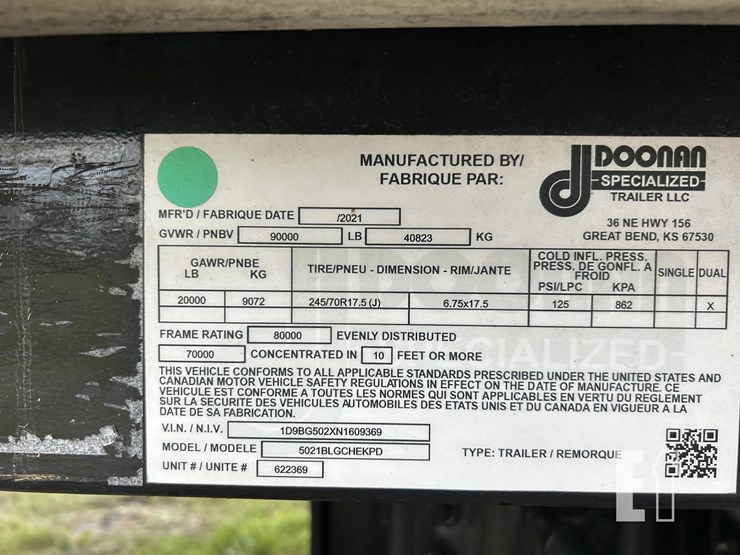 MANUFACTURED BY/
FABRIQUE PAR:
DOONAN
SPECIALIZED
TRAILER LLC
36 NE HWY 156
GREAT BEND, KS 67530
MFR'D / FABRIQUE DATE /2021
GVWR / PNBV 90000 LB 40823 KG
GAWR/PNBE
LB KG
TIRE/PNEU - DIMENSION - RIM/JANTE
COLD INFL. PRESS.
PRESS. DE GONFL. A
FROID
PSI/LPC KPA
SINGLE DUAL
20000 9072 245/70R17.5 (J) 6.75x17.5 125 862 X
FRAME RATING 80000 EVENLY DISTRIBUTED
70000 CONCENTRATED IN 10 FEET OR MORE
THIS VEHICLE CONFORMS TO ALL APPLICABLE STANDARDS PRESCRIBED UNDER THE UNITED STATES AND
CANADIAN MOTOR VEHICLE SAFETY REGULATIONS IN EFFECT ON THE DATE OF MANUFACTURE. CE
VEHICULE EST CONFORME A TOUTES LES NORMES QUI SONT APPLICABLES EN VERTU DU REGLEMENT
SUR LA SECURITE DES VEHICULES AUTOMOBILES DES ETATS UNIS ET DU CANADA EN VIGUEUR A LA
DATE DE SA FABRICATION.
V.I.N. / N.I.V. 1D9BG502XN1609369
MODEL / MODELE 5021BLGCHEKPD
TYPE: TRAILER / REMORQUE
UNIT # / UNITE # 622369